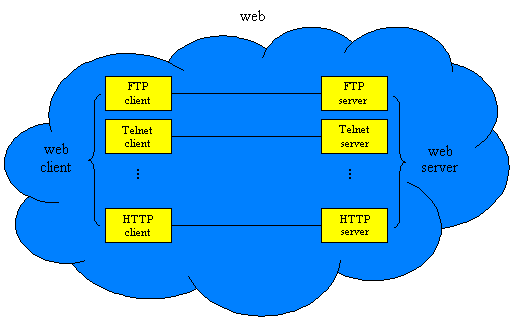 web
FTP
client
FTP
server
Telnet
client
Telnet
server
web
client
web
server
⋮
⋮
HTTP
client
HTTP
server